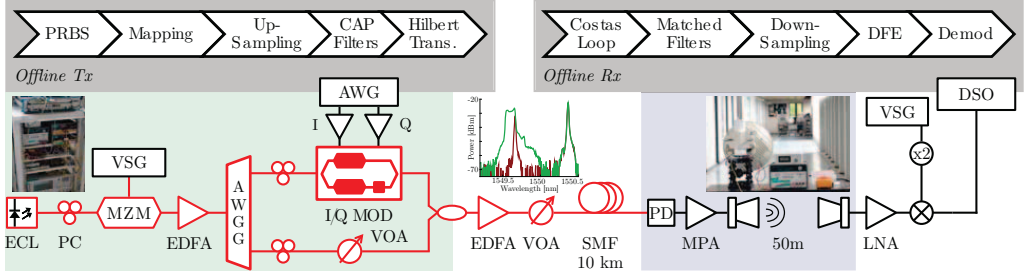 PRBS
Mapping
Up-
Sampling
CAP
Filters
Hilbert
Trans.
Offline Tx
Costas
Loop
Matched
Filters
Down-
Sampling
DFE
Demod
Offline Rx
AWG
I
Q
VSG
MZM
ECL
PC
EDFA
AWGG
I/Q MOD
VOA
-20
Power [dBm]
-70
1549.5
1550
1550.5
Wavelength [nm]
EDFA
VOA
SMF
10 km
PD
MPA
50m
LNA
VSG
x2
DSO